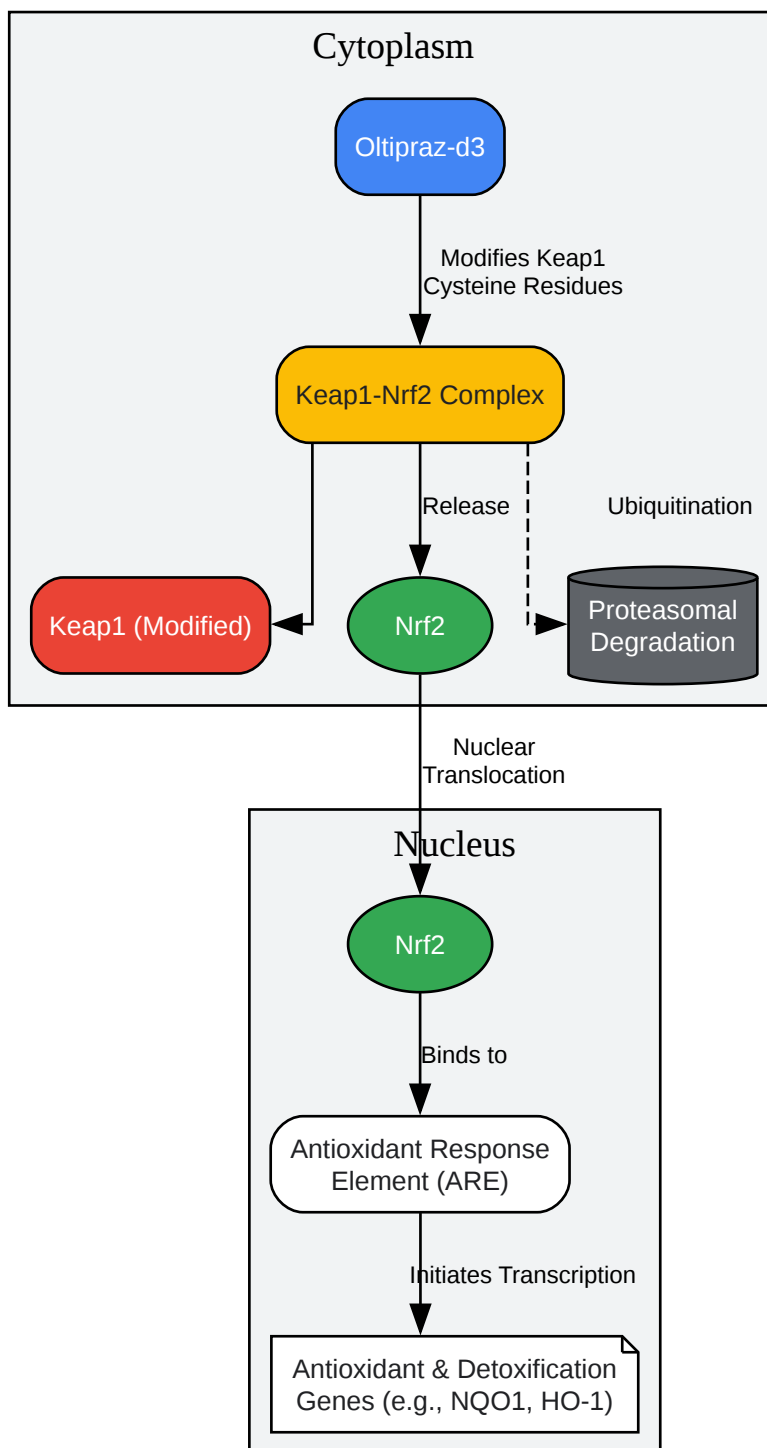 Cytoplasm
Oltipraz-d3
Modifies Keap1
Cysteine Residues
Keap1-Nrf2 Complex
Release
Ubiquitination
Keap1 (Modified)
Nrf2
Proteasomal
Degradation
Nuclear
Translocation
Nucleus
Nrf2
Binds to
Antioxidant Response
Element (ARE)
Initiates Transcription
Antioxidant & Detoxification
Genes (e.g., NQO1, HO-1)